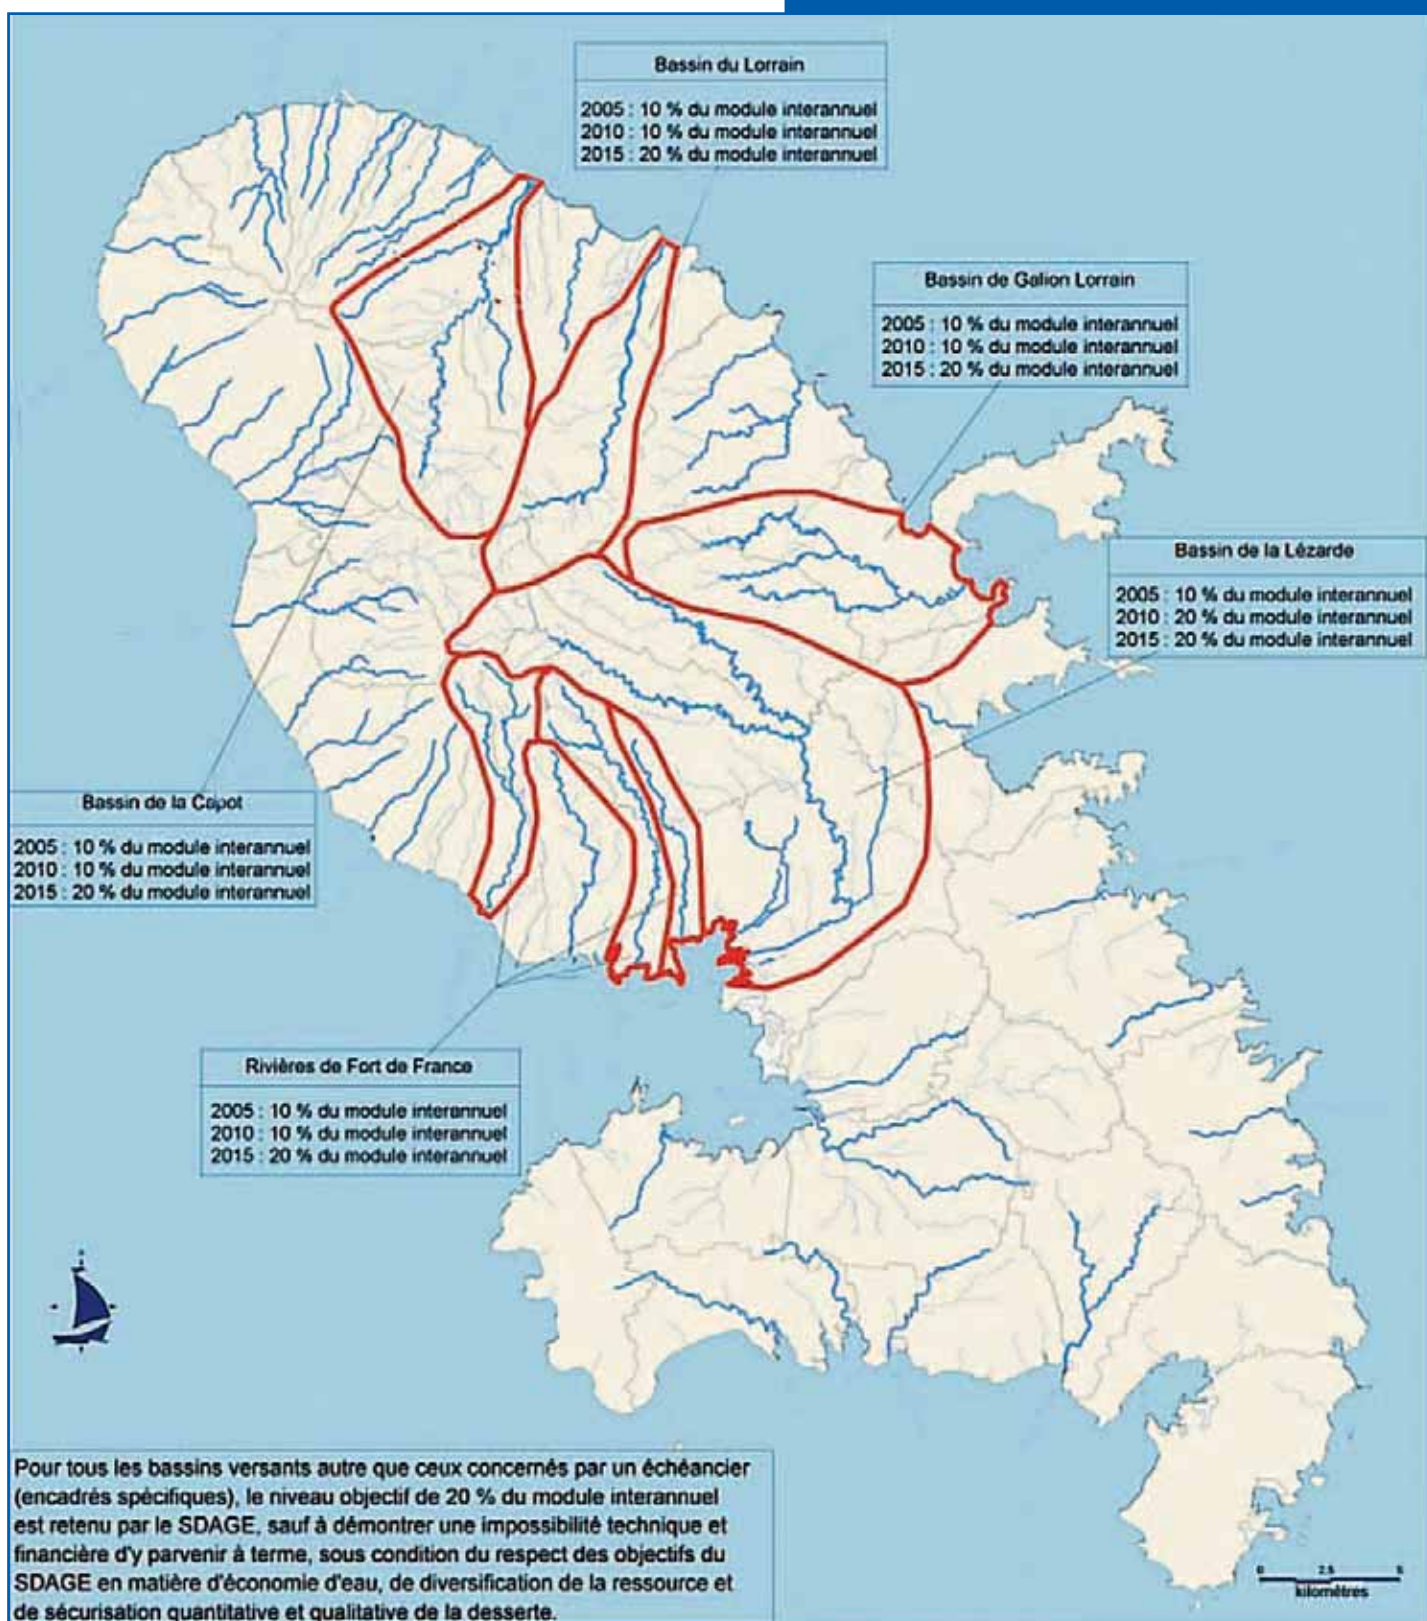 Bassin du Lorrain
2005 : 10 % du module interannuel
2010 : 10 % du module interannuel
2015 : 20 % du module interannuel
Bassin de Galion Lorrain
2005 : 10 % du module interannuel
2010 : 10 % du module interannuel
2015 : 20 % du module interannuel
Bassin de la Lézarde
2005 : 10 % du module interannuel
2010 : 20 % du module interannuel
2015 : 20 % du module interannuel
Bassin de la Capot
2005 : 10 % du module interannuel
2010 : 10 % du module interannuel
2015 : 20 % du module interannuel
Rivières de Fort de France
2005 : 10 % du module interannuel
2010 : 10 % du module interannuel
2015 : 20 % du module interannuel
Pour tous les bassins versants autre que ceux concernés par un échéancier
(encadrés spécifiques), le niveau objectif de 20 % du module interannuel
est retenu par le SDAGE, sauf à démontrer une impossibilité technique et
financière d'y parvenir à terme, sous condition du respect des objectifs du
SDAGE en matière d'économie d'eau, de diversification de la ressource et
de sécurisation quantitative et qualitative de la desserte.
0 2,5 5
kilomètres